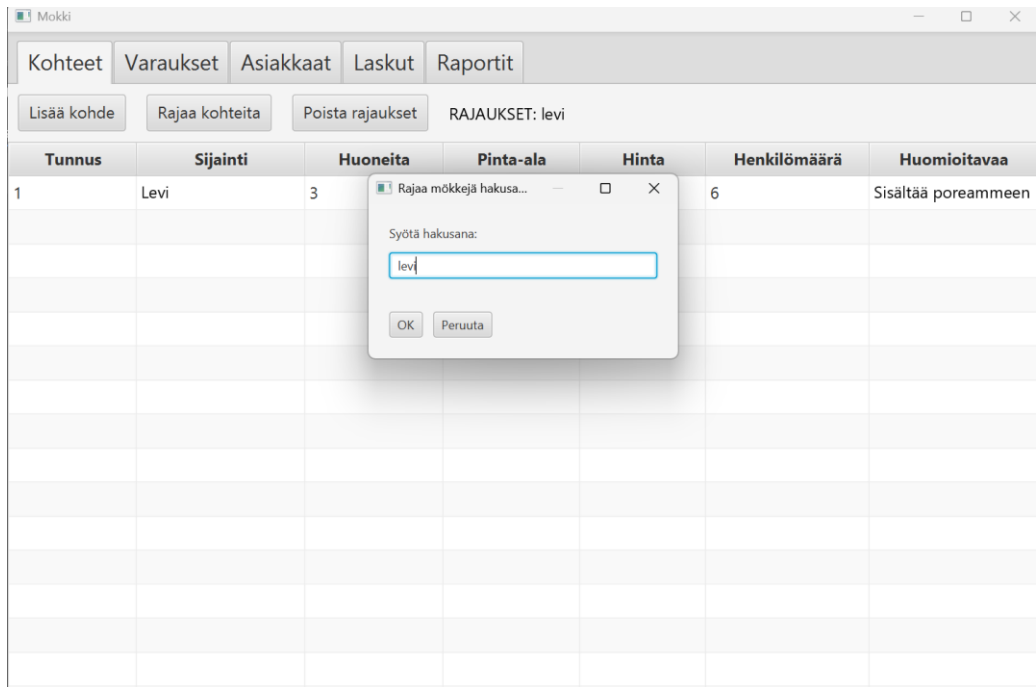 Mokki
Kohteet Varaukset Asiakkaat Laskut Raportit
Lisää kohde Rajaa kohteita Poista rajaukset RAJAUKSET: levi
Tunnus Sijainti Huoneita Pinta-ala Hinta Henkilömäärä Huomioitavaa
1 Levi 3 6 Sisältää poreammeen
Rajaa mökkejä hakusa...
Syötä hakusana:
levi
OK Peruuta